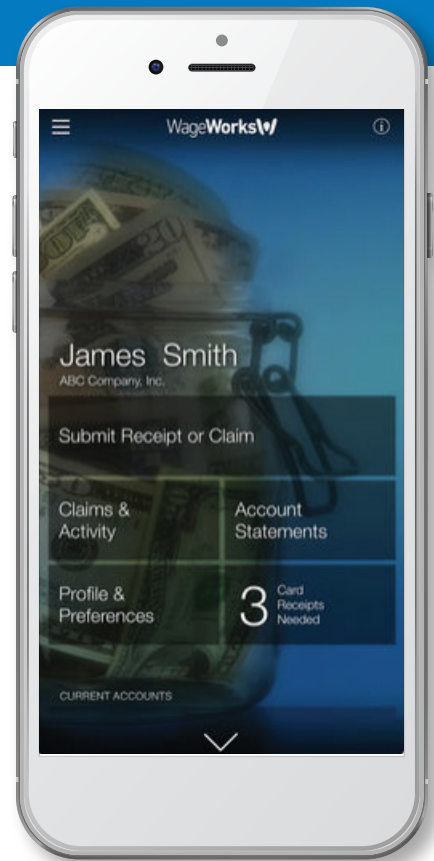 WageWorks
James Smith
ABC Company, Inc.
Submit Receipt or Claim
Claims &
Activity
Account
Statements
Profile &
Preferences
3
Card
Receipts
Needed
CURRENT ACCOUNTS